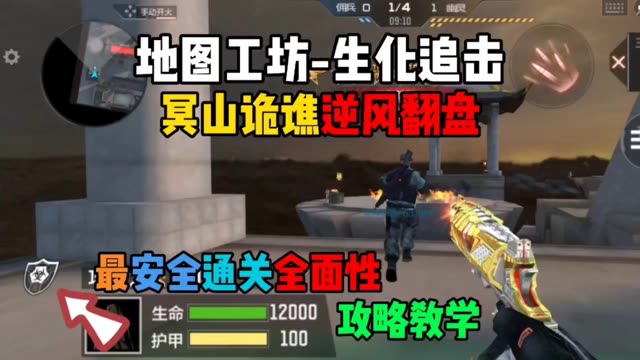 手动开火
佣兵 0 1/4 1 幽灵
09:10
地图工坊-生化追击
冥山诡谯逆风翻盘
最安全通关全面性
攻略教学
生命 12000
护甲 100